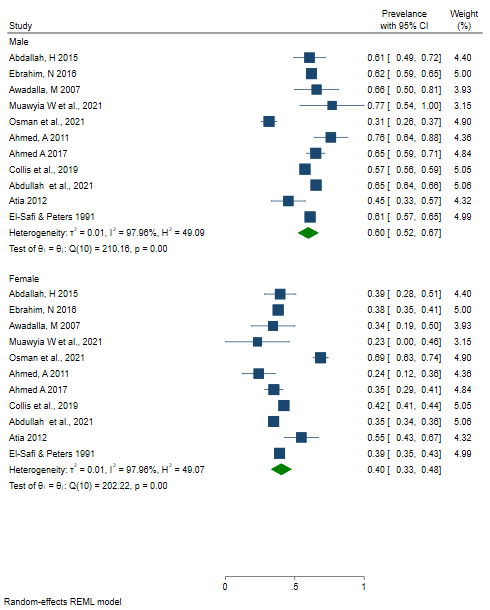 Prevelance Weight
Study with 95% CI (%)
Male
Abdallah, H 2015 0.61 [ 0.49, 0.72] 4.40
Ebrahim, N 2016 0.62 [ 0.59, 0.65] 5.00
Awadalla, M 2007 0.66 [ 0.50, 0.81] 3.93
Muawyia W et al., 2021 0.77 [ 0.54, 1.00] 3.15
Osman et al., 2021 0.31 [ 0.26, 0.37] 4.90
Ahmed, A 2011 0.76 [ 0.64, 0.88] 4.36
Ahmed A 2017 0.65 [ 0.59, 0.71] 4.84
Collis et al., 2019 0.57 [ 0.56, 0.59] 5.05
Abdullah et al., 2021 0.65 [ 0.64, 0.66] 5.06
Atia 2012 0.45 [ 0.33, 0.57] 4.32
El-Safi & Peters 1991 0.61 [ 0.57, 0.65] 4.99
Heterogeneity: τ² = 0.01, I² = 97.96%, H² = 49.09 0.60 [ 0.52, 0.67]
Test of θᵢ = θⱼ: Q(10) = 210.16, p = 0.00
Female
Abdallah, H 2015 0.39 [ 0.28, 0.51] 4.40
Ebrahim, N 2016 0.38 [ 0.35, 0.41] 5.00
Awadalla, M 2007 0.34 [ 0.19, 0.50] 3.93
Muawyia W et al., 2021 0.23 [ 0.00, 0.46] 3.15
Osman et al., 2021 0.69 [ 0.63, 0.74] 4.90
Ahmed, A 2011 0.24 [ 0.12, 0.36] 4.36
Ahmed A 2017 0.35 [ 0.29, 0.41] 4.84
Collis et al., 2019 0.42 [ 0.41, 0.44] 5.05
Abdullah et al., 2021 0.35 [ 0.34, 0.36] 5.06
Atia 2012 0.55 [ 0.43, 0.67] 4.32
El-Safi & Peters 1991 0.39 [ 0.35, 0.43] 4.99
Heterogeneity: τ² = 0.01, I² = 97.96%, H² = 49.07 0.40 [ 0.33, 0.48]
Test of θᵢ = θⱼ: Q(10) = 202.22, p = 0.00
0 .5 1
Random-effects REML model